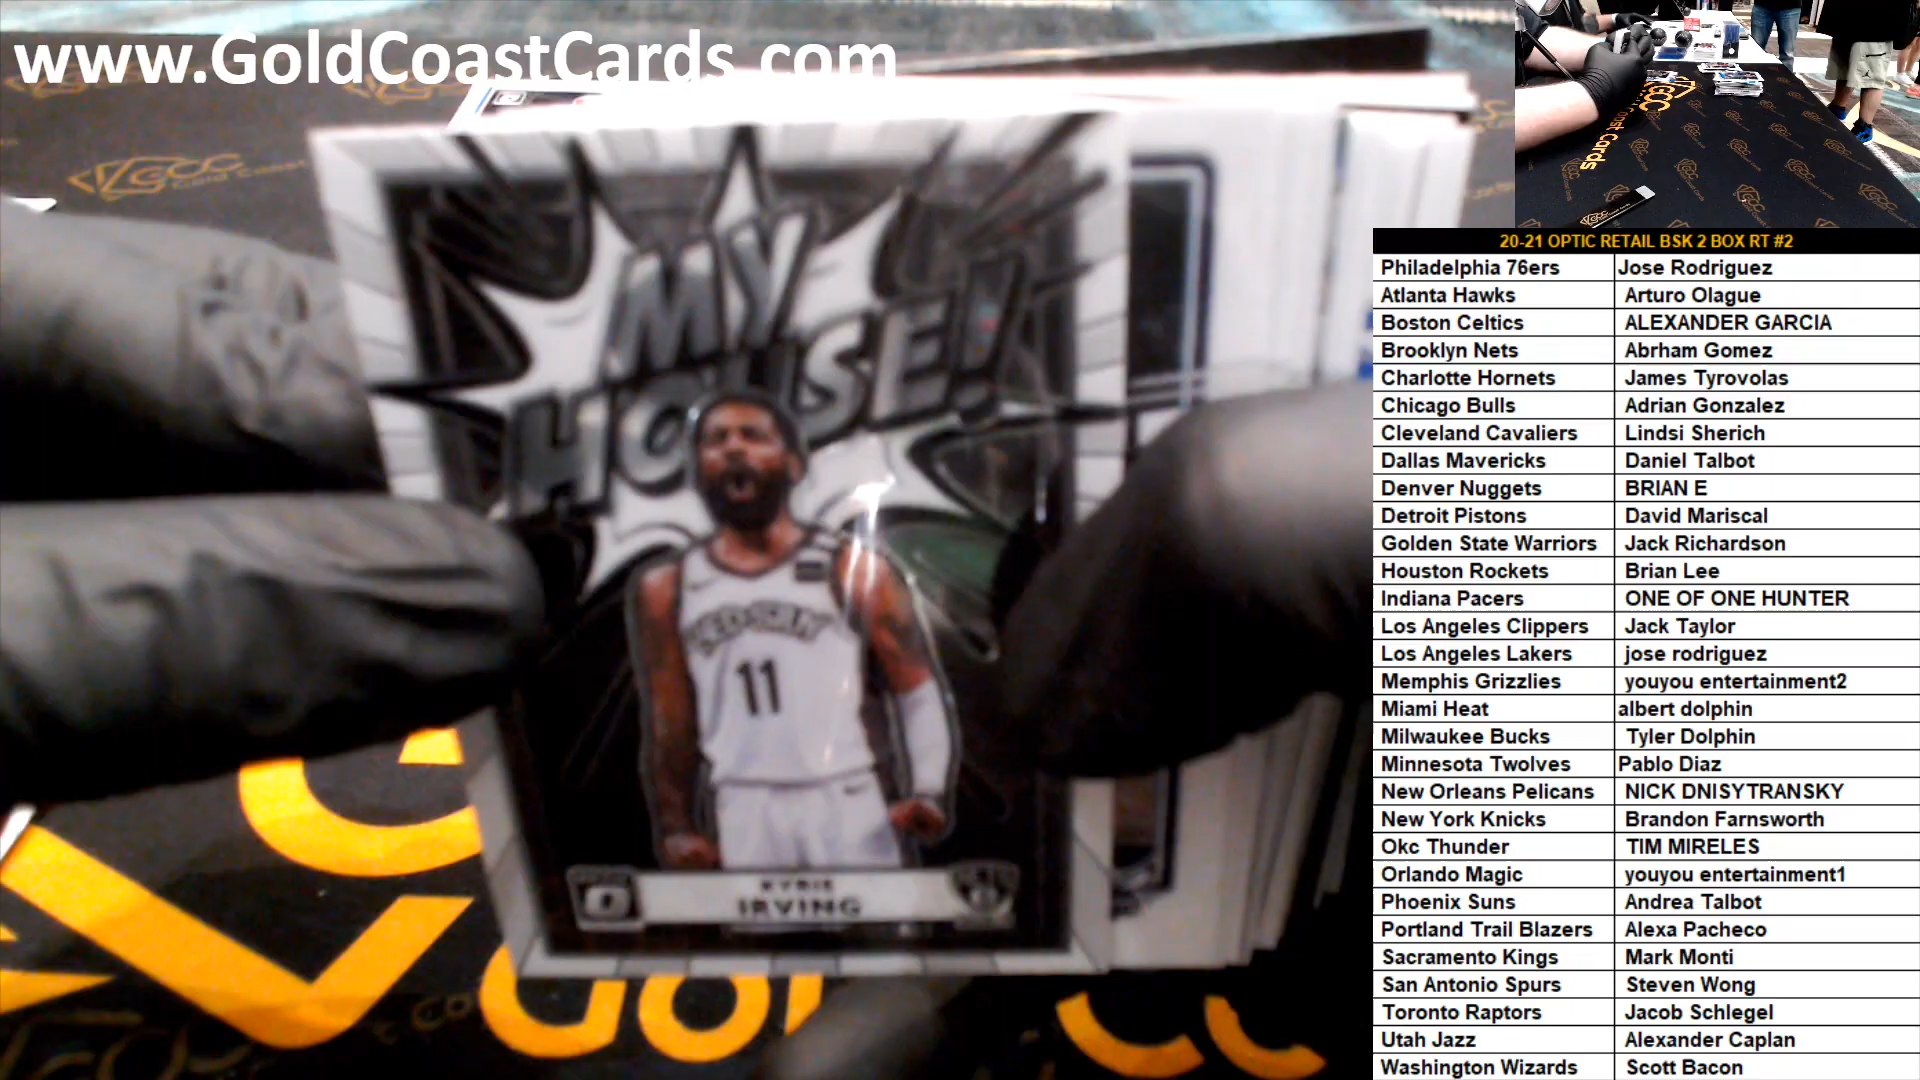 www.GoldCoastCards.com
MY
HOUSE!
11
KYRIE
IRVING
GCC
Gold Coast
GCC
Coast Cards
20-21 OPTIC RETAIL BSK 2 BOX RT #2
Philadelphia 76ers Jose Rodriguez
Atlanta Hawks Arturo Olague
Boston Celtics ALEXANDER GARCIA
Brooklyn Nets Abrham Gomez
Charlotte Hornets James Tyrovolas
Chicago Bulls Adrian Gonzalez
Cleveland Cavaliers Lindsi Sherich
Dallas Mavericks Daniel Talbot
Denver Nuggets BRIAN E
Detroit Pistons David Mariscal
Golden State Warriors Jack Richardson
Houston Rockets Brian Lee
Indiana Pacers ONE OF ONE HUNTER
Los Angeles Clippers Jack Taylor
Los Angeles Lakers jose rodriguez
Memphis Grizzlies youyou entertainment2
Miami Heat albert dolphin
Milwaukee Bucks Tyler Dolphin
Minnesota Twolves Pablo Diaz
New Orleans Pelicans NICK DNISYTRANSKY
New York Knicks Brandon Farnsworth
Okc Thunder TIM MIRELES
Orlando Magic youyou entertainment1
Phoenix Suns Andrea Talbot
Portland Trail Blazers Alexa Pacheco
Sacramento Kings Mark Monti
San Antonio Spurs Steven Wong
Toronto Raptors Jacob Schlegel
Utah Jazz Alexander Caplan
Washington Wizards Scott Bacon